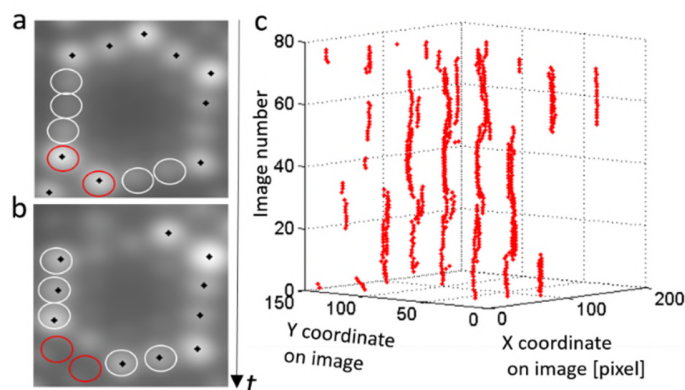 a
b
t
c
80
60
40
20
0
Image number
150
100
50
0
0
100
200
Y coordinate
on image
X coordinate
on image [pixel]